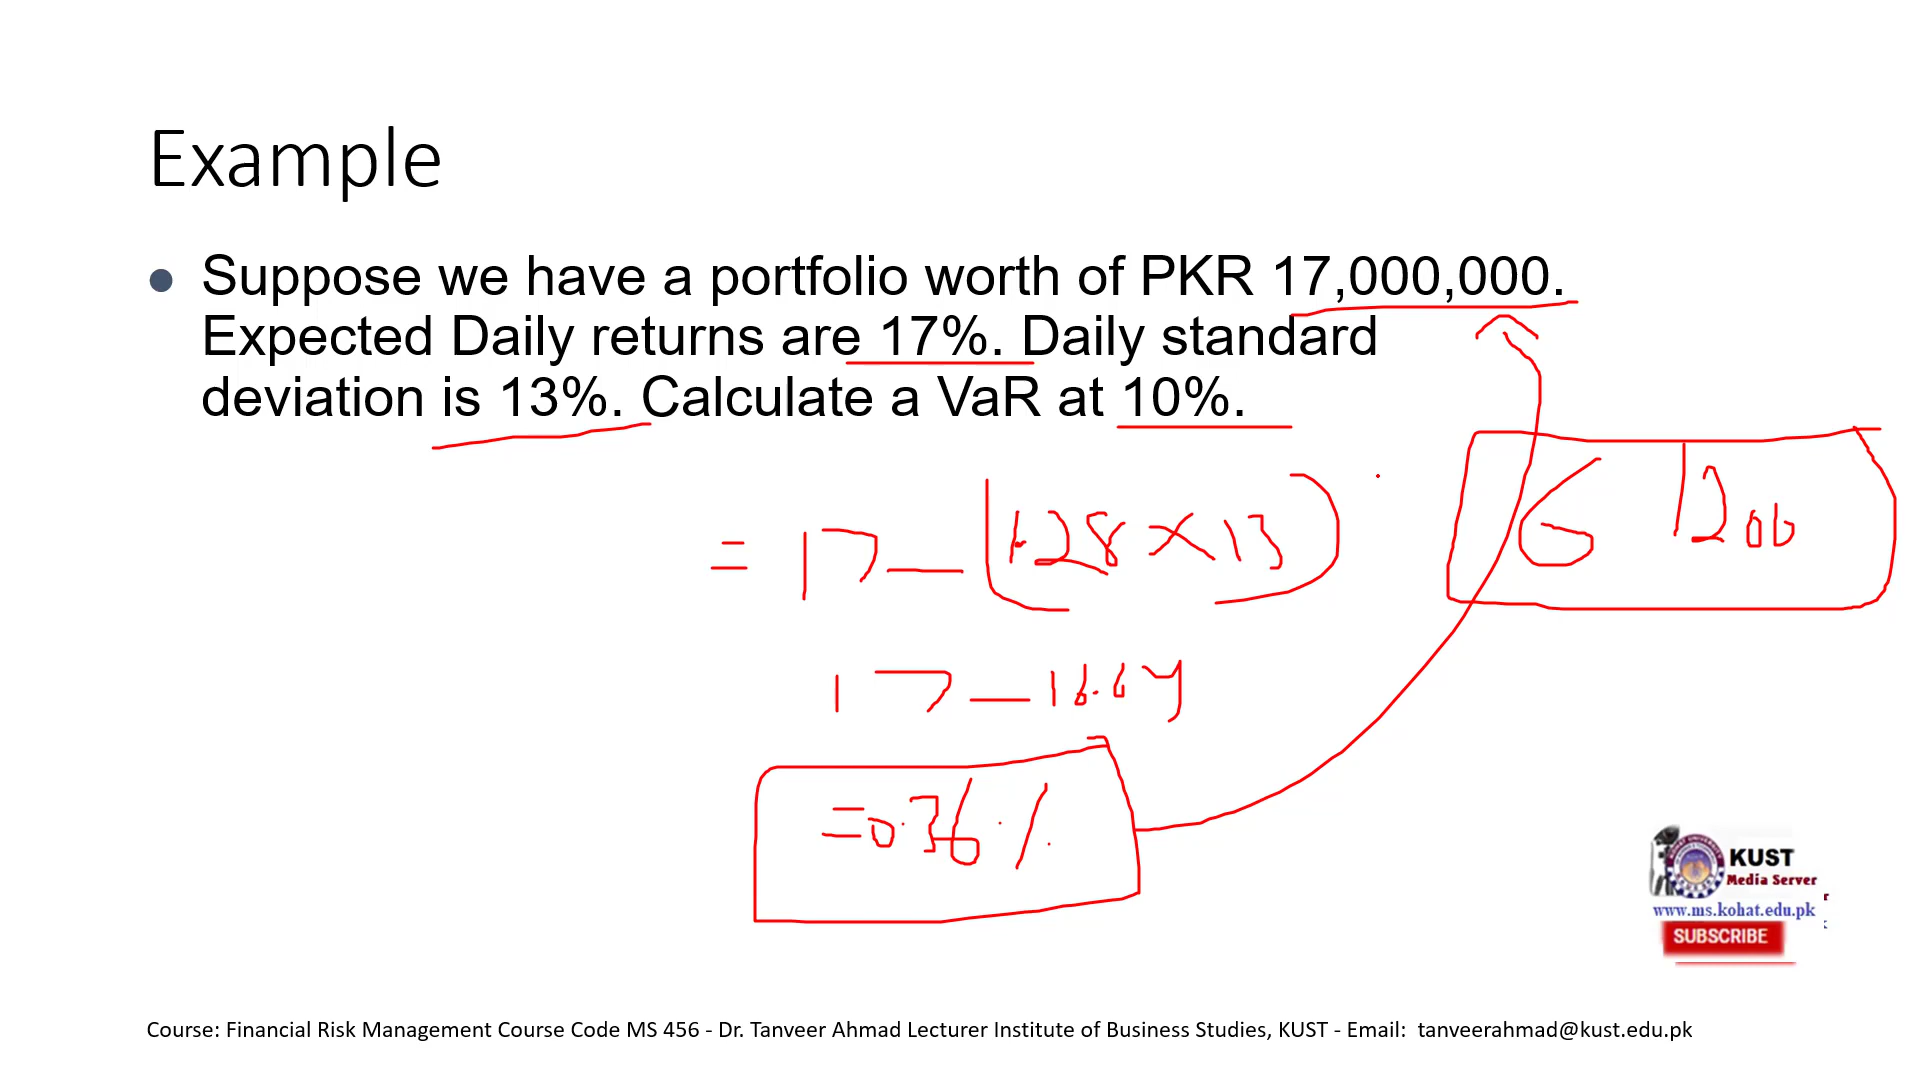 Example
Suppose we have a portfolio worth of PKR 17,000,000.
Expected Daily returns are 17%. Daily standard
deviation is 13%. Calculate a VaR at 10%.
= 17 - (1.28 × 13)
61200
17 - 16.64
= 0.36%
KUST
Media Server
www.ms.kohat.edu.pk
SUBSCRIBE
Course: Financial Risk Management Course Code MS 456 - Dr. Tanveer Ahmad Lecturer Institute of Business Studies, KUST - Email: tanveerahmad@kust.edu.pk